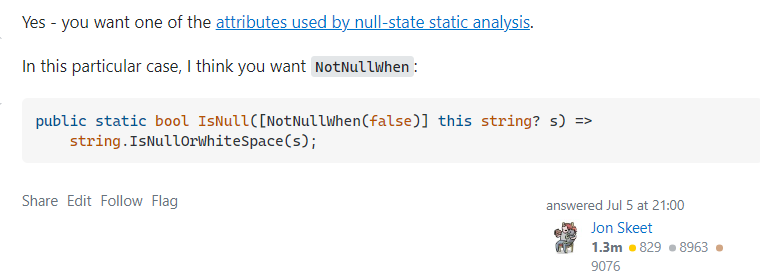 Yes - you want one of the attributes used by null-state static analysis.
In this particular case, I think you want NotNullWhen:
public static bool IsNull([NotNullWhen(false)] this string? s) =>
    string.IsNullOrWhiteSpace(s);
Share Edit Follow Flag
answered Jul 5 at 21:00
Jon Skeet
1.3m 829 8963
9076